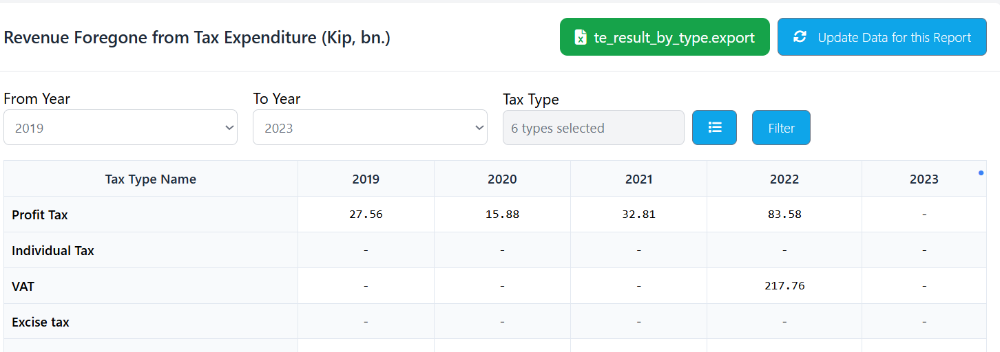 Revenue Foregone from Tax Expenditure (Kip, bn.) te_result_by_type.export Update Data for this Report
From Year To Year Tax Type
2019 2023 6 types selected Filter
Tax Type Name 2019 2020 2021 2022 2023
Profit Tax 27.56 15.88 32.81 83.58 -
Individual Tax - - - - -
VAT - - - 217.76 -
Excise tax - - - - -